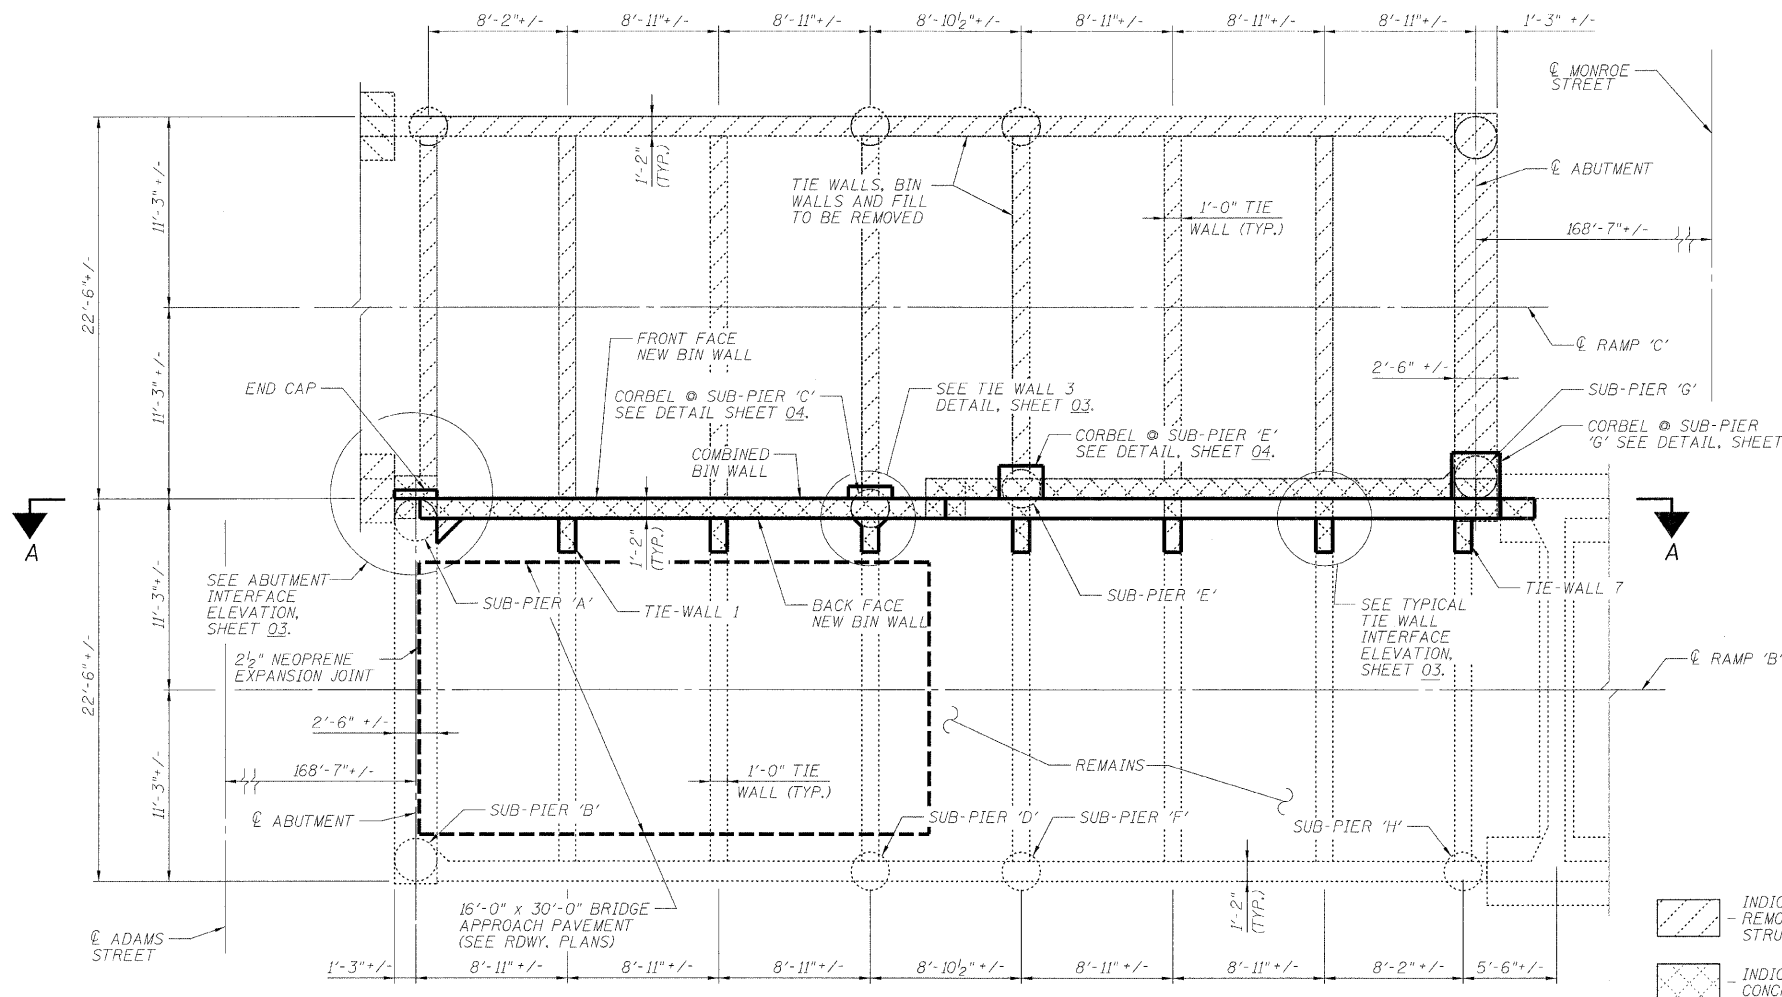 8'-2"+/-
8'-11"+/-
8'-11"+/-
8'-10½"+/-
8'-11"+/-
8'-11"+/-
8'-11"+/-
1'-3" +/-
℄ MONROE
STREET
1'-2"
(TYP.)
TIE WALLS, BIN
WALLS AND FILL
TO BE REMOVED
1'-0" TIE
WALL (TYP.)
℄ ABUTMENT
168'-7"+/-
22'-6"+/-
11'-3"+/-
11'-3"+/-
FRONT FACE
NEW BIN WALL
℄ RAMP 'C'
2'-6" +/-
END CAP
CORBEL @ SUB-PIER 'C'
SEE DETAIL SHEET 04.
SEE TIE WALL 3
DETAIL, SHEET 03.
SUB-PIER 'G'
CORBEL @ SUB-PIER
'G' SEE DETAIL, SHEET
CORBEL @ SUB-PIER 'E'
SEE DETAIL, SHEET 04.
COMBINED
BIN WALL
A
A
1'-2"
(TYP.)
SEE ABUTMENT
INTERFACE
ELEVATION,
SHEET 03.
SUB-PIER 'A'
TIE-WALL 1
BACK FACE
NEW BIN WALL
SUB-PIER 'E'
TIE-WALL 7
SEE TYPICAL
TIE WALL
INTERFACE
ELEVATION,
SHEET 03.
2½" NEOPRENE
EXPANSION JOINT
℄ RAMP 'B'
22'-6"+/-
11'-3"+/-
11'-3"+/-
2'-6" +/-
168'-7"+/-
1'-0" TIE
WALL (TYP.)
REMAINS
℄ ABUTMENT
SUB-PIER 'B'
SUB-PIER 'D'
SUB-PIER 'F'
SUB-PIER 'H'
1'-2"
(TYP.)
16'-0" x 30'-0" BRIDGE
APPROACH PAVEMENT
(SEE RDWY. PLANS)
℄ ADAMS
STREET
1'-3"+/-
8'-11"+/-
8'-11"+/-
8'-11"+/-
8'-10½"+/-
8'-11"+/-
8'-11"+/-
8'-2"+/-
5'-6"+/-